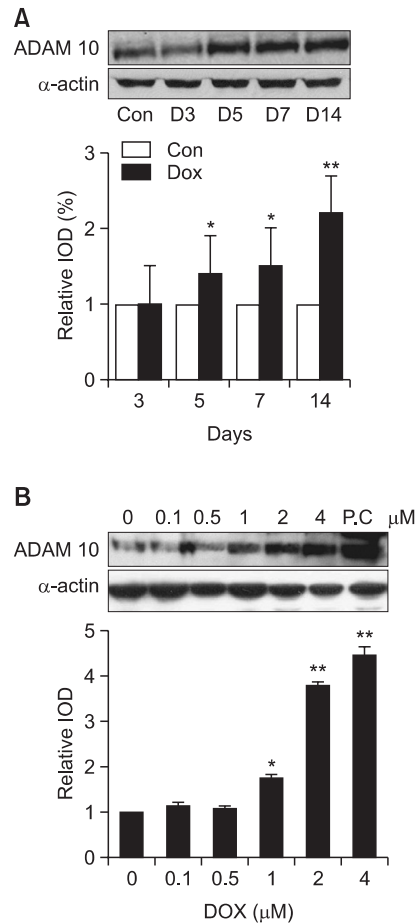 A
ADAM 10
α-actin
Con D3 D5 D7 D14
Con
Dox
Relative IOD (%)
3
2
1
0
* * **
3 5 7 14
Days
B
0 0.1 0.5 1 2 4 P.C μM
ADAM 10
α-actin
Relative IOD
5
4
3
2
1
0
* ** **
0 0.1 0.5 1 2 4
DOX (μM)